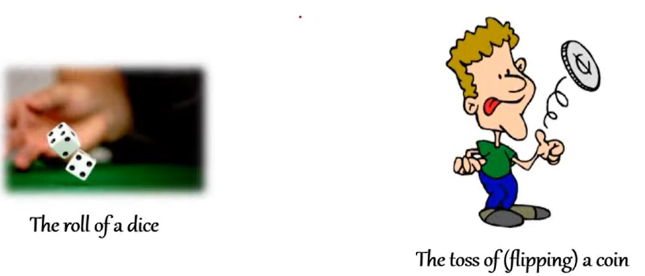 The roll of a dice
The toss of (flipping) a coin